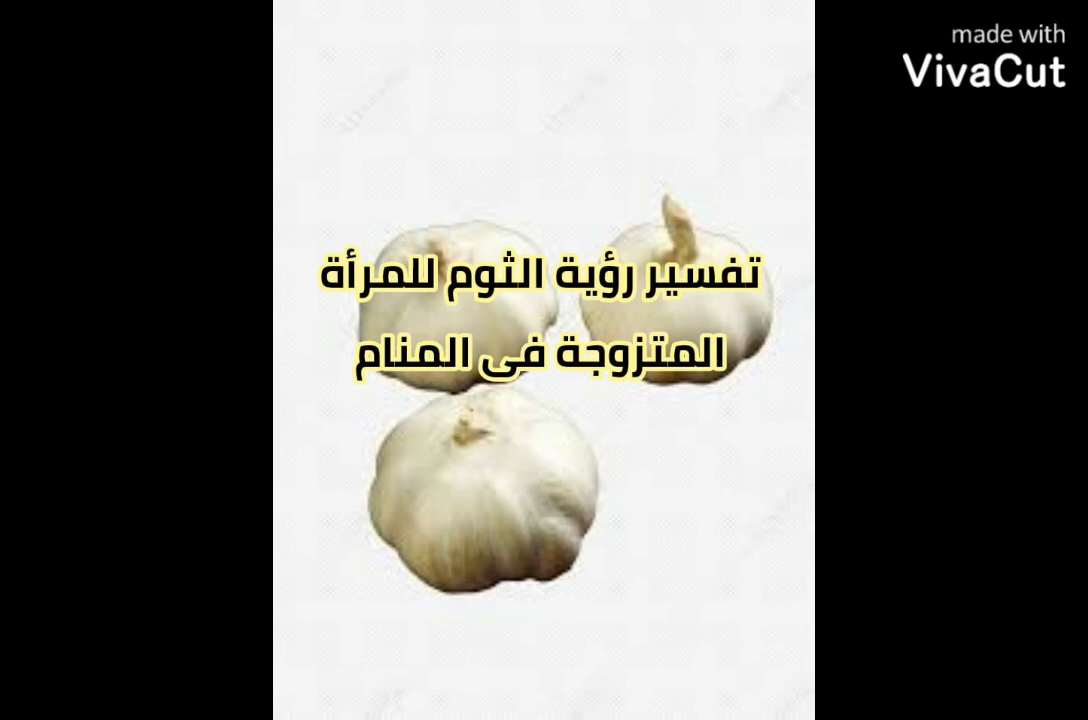 made with
VivaCut
تفسير رؤية الثوم للمرأة
المتزوجة فى المنام